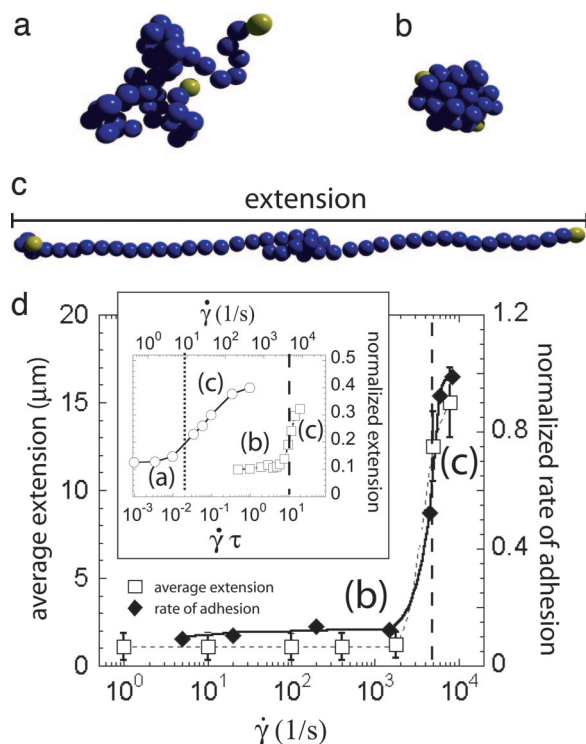 a
b
c
extension
d
γ̇ (1/s)
10⁰ 10² 10⁴
normalized extension
0.5
0.4
0.3
0.2
0.1
0
(c)
(b)
(c)
(a)
10⁻³ 10⁻² 10⁻¹ 10⁰ 10¹
γ̇ τ
average extension (μm)
20
15
10
5
0
normalized rate of adhesion
1.2
0.8
0.4
0
(c)
(b)
average extension
rate of adhesion
10⁰ 10¹ 10² 10³ 10⁴
γ̇ (1/s)